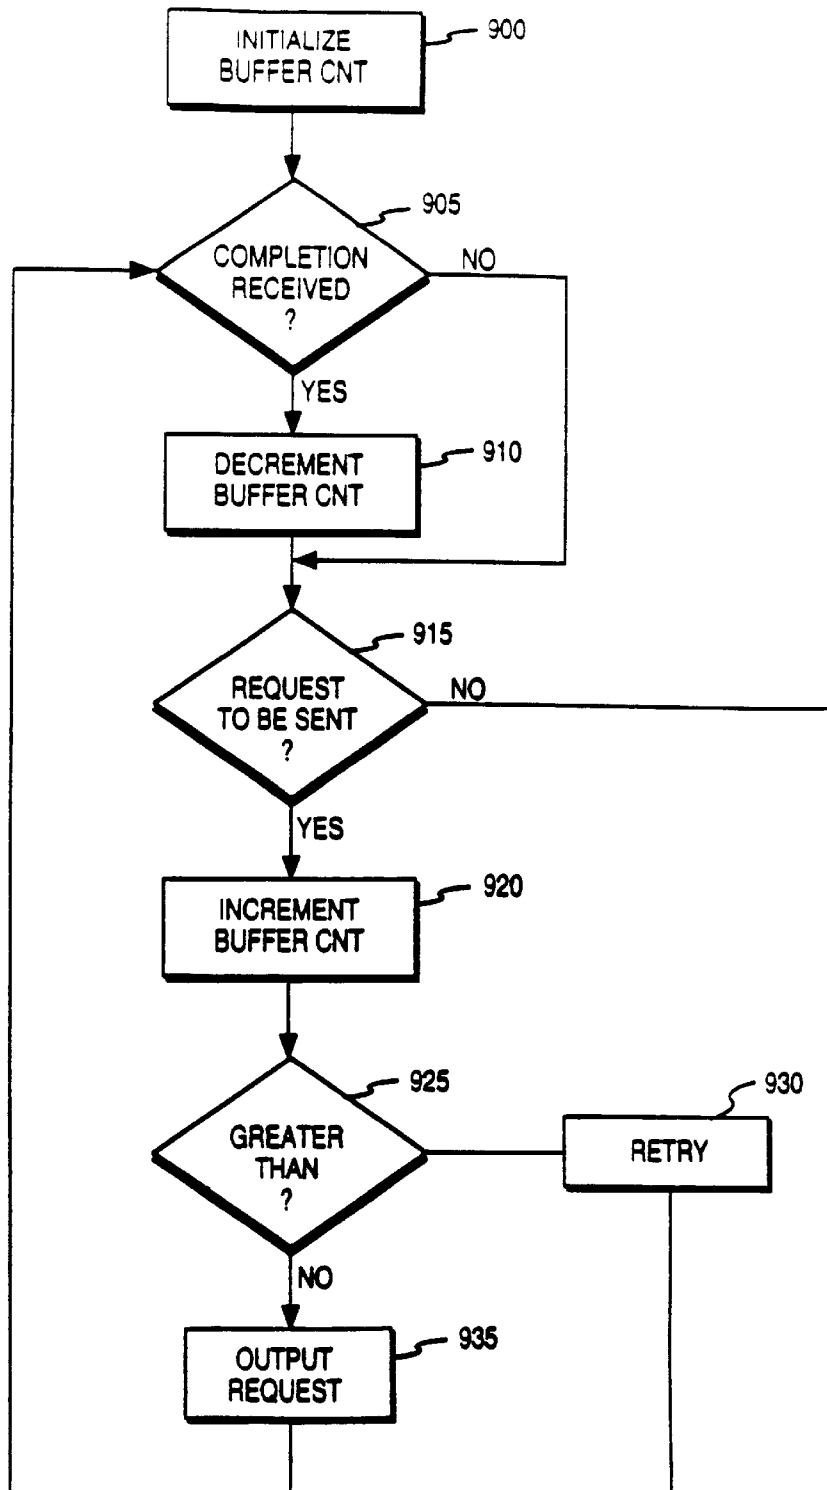 INITIALIZE
BUFFER CNT
900
905
COMPLETION
RECEIVED
?
NO
YES
DECREMENT
BUFFER CNT
910
915
REQUEST
TO BE SENT
?
NO
YES
INCREMENT
BUFFER CNT
920
925
GREATER
THAN
?
930
RETRY
NO
OUTPUT
REQUEST
935